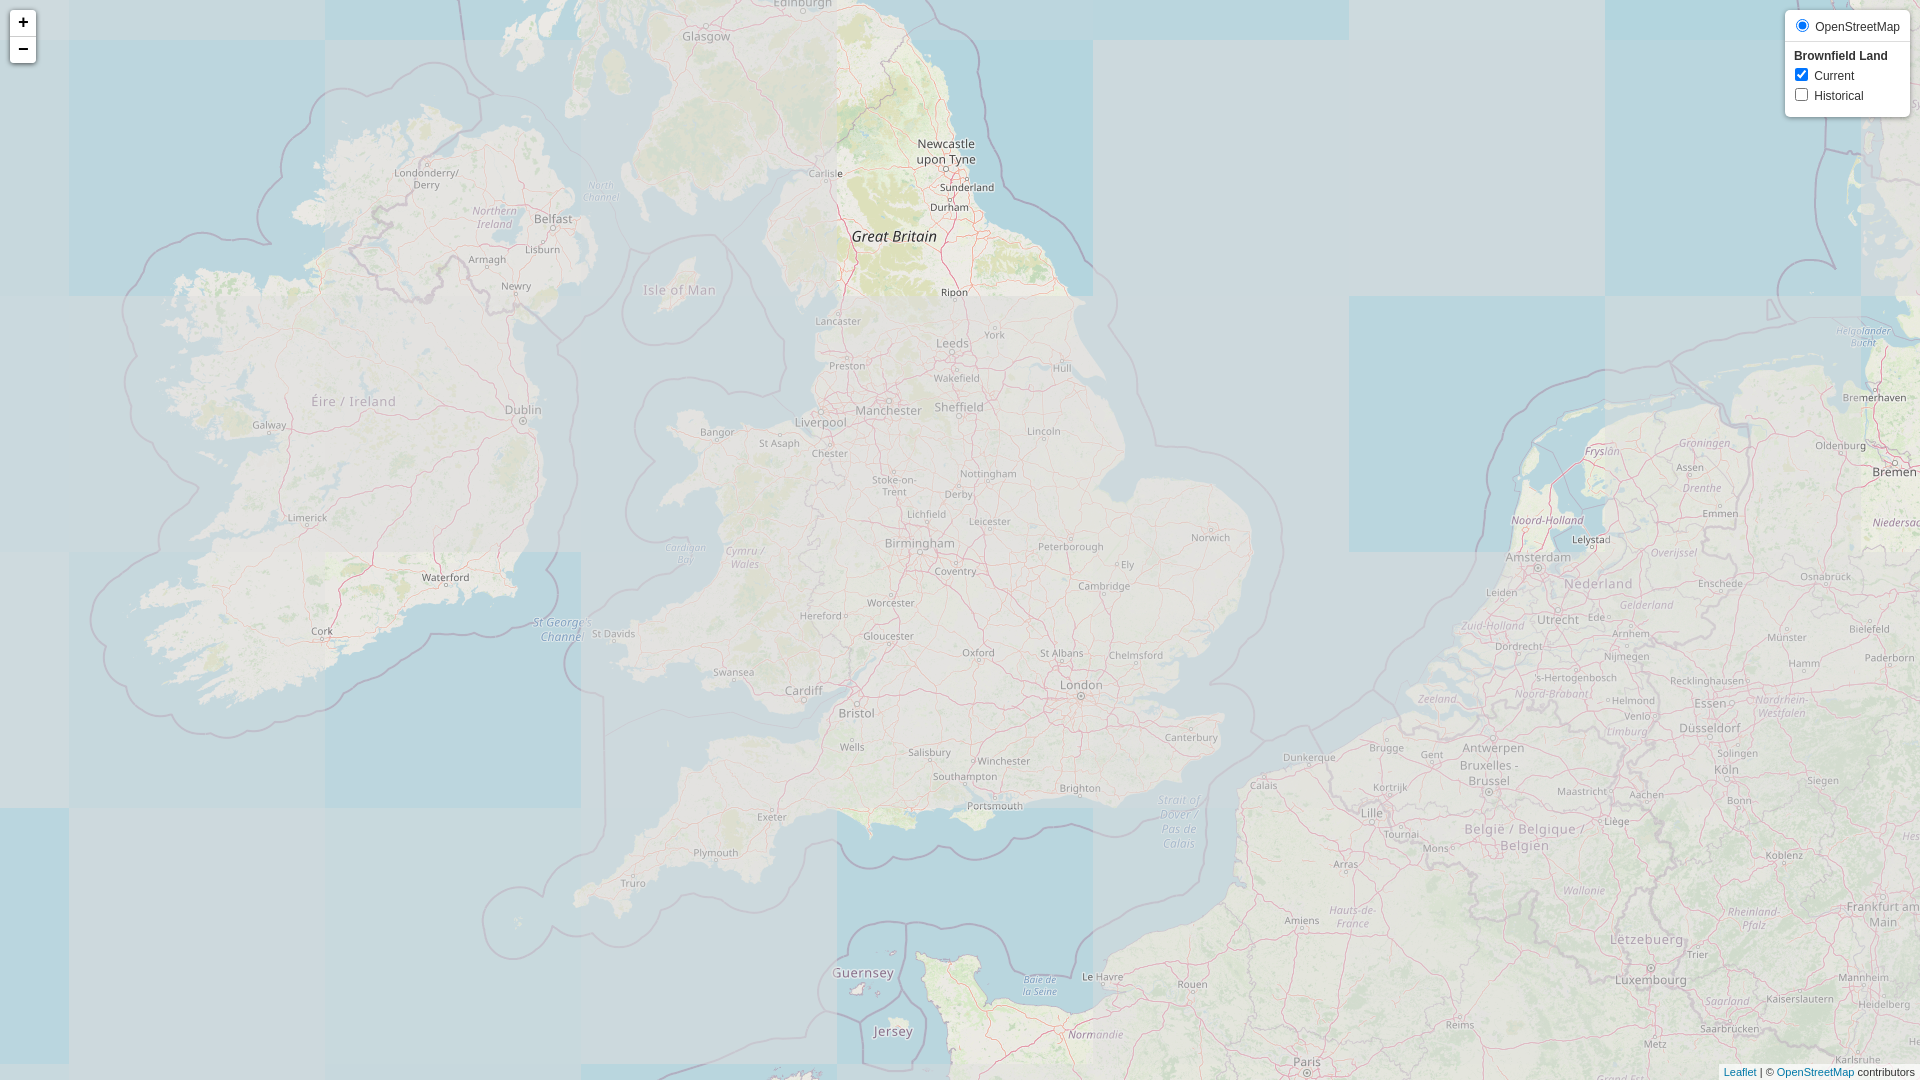 +
−
OpenStreetMap
Brownfield Land
Current
Historical
Edinburgh
Glasgow
Newcastle
upon Tyne
Londonderry/
Derry
Carlisle
North
Channel
Sunderland
Durham
Northern
Ireland
Belfast
Great Britain
Lisburn
Armagh
Newry
Isle of Man
Ripon
Lancaster
York
Leeds
Helgoländer
Bucht
Preston
Hull
Wakefield
Bremerhaven
Éire / Ireland
Dublin
Manchester
Sheffield
Galway
Liverpool
Bangor
Lincoln
St Asaph
Groningen
Oldenburg
Chester
Fryslân
Assen
Bremen
Stoke-on-
Trent
Nottingham
Drenthe
Derby
Limerick
Lichfield
Leicester
Emmen
Noord-Holland
Niedersac
Norwich
Birmingham
Peterborough
Lelystad
Cardigan
Bay
Cymru /
Wales
Amsterdam
Overijssel
Coventry
Ely
Waterford
Cambridge
Nederland
Enschede
Osnabrück
Leiden
Worcester
Gelderland
Hereford
Utrecht
Ede
Zuid-Holland
Bielefeld
Cork
St George's
Channel
St Davids
Gloucester
Arnhem
Münster
Dordrecht
Oxford
St Albans
Chelmsford
Nijmegen
Paderborn
Hamm
Swansea
's-Hertogenbosch
Recklinghausen
Cardiff
London
Noord-Brabant
Zeeland
Helmond
Essen
Nordrhein-
Westfalen
Bristol
Venlo
Düsseldorf
Limburg
Canterbury
Wells
Salisbury
Brugge
Gent
Antwerpen
Solingen
Winchester
Dunkerque
Bruxelles -
Brussel
Köln
Southampton
Siegen
Brighton
Calais
Kortrijk
Maastricht
Aachen
Bonn
Portsmouth
Strait of
Dover /
Pas de
Calais
Exeter
Lille
Tournai
Liège
België / Belgique /
Belgien
Plymouth
Mons
Koblenz
Arras
Truro
Wallonie
Hauts-de-
France
Rheinland-
Pfalz
Frankfurt am
Main
Amiens
Lëtzebuerg
Trier
Guernsey
Le Havre
Baie de
la Seine
Rouen
Luxembourg
Mannheim
Saarland
Kaiserslautern
Heidelberg
Jersey
Normandie
Reims
Saarbrücken
Metz
Paris
Karlsruhe
Grand Est
Leaflet | © OpenStreetMap contributors